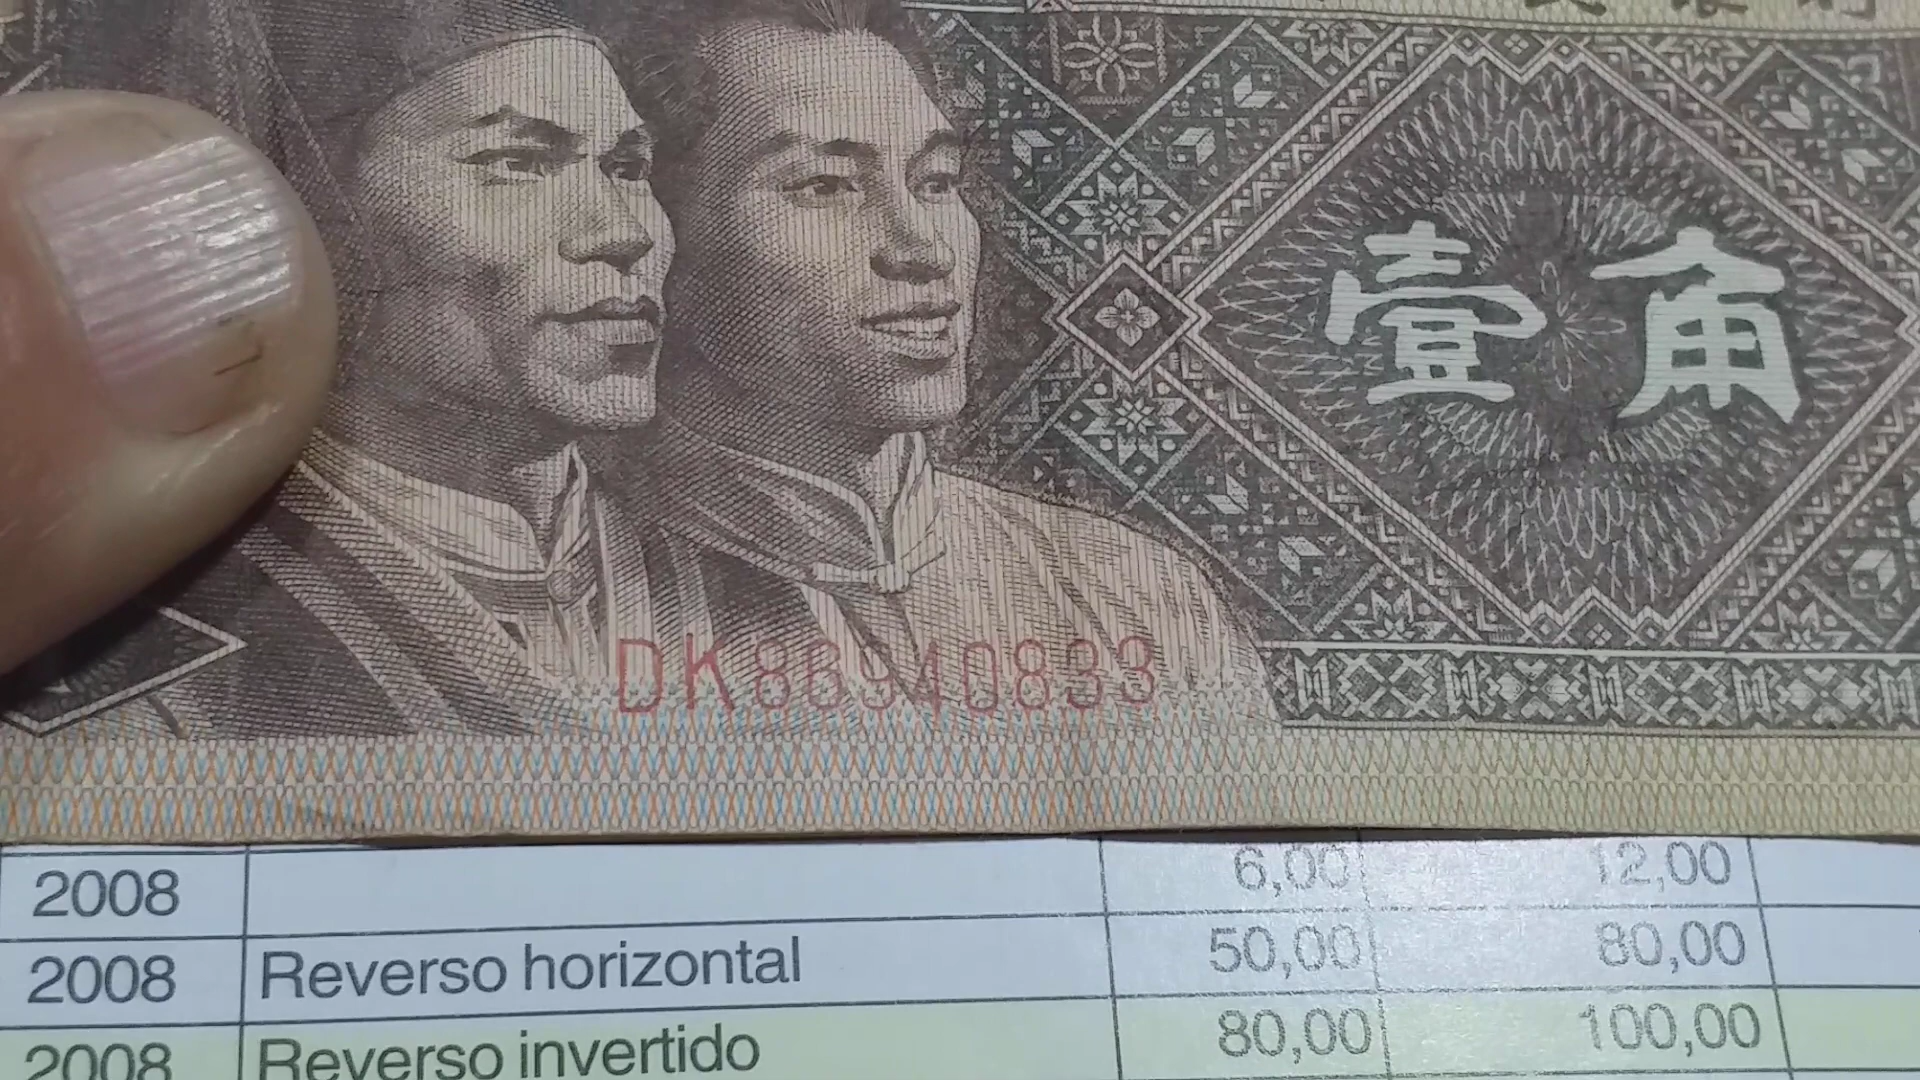 壹角
DK86940833
2008 6,00 12,00
2008 Reverso horizontal 50,00 80,00
2008 Reverso invertido 80,00 100,00